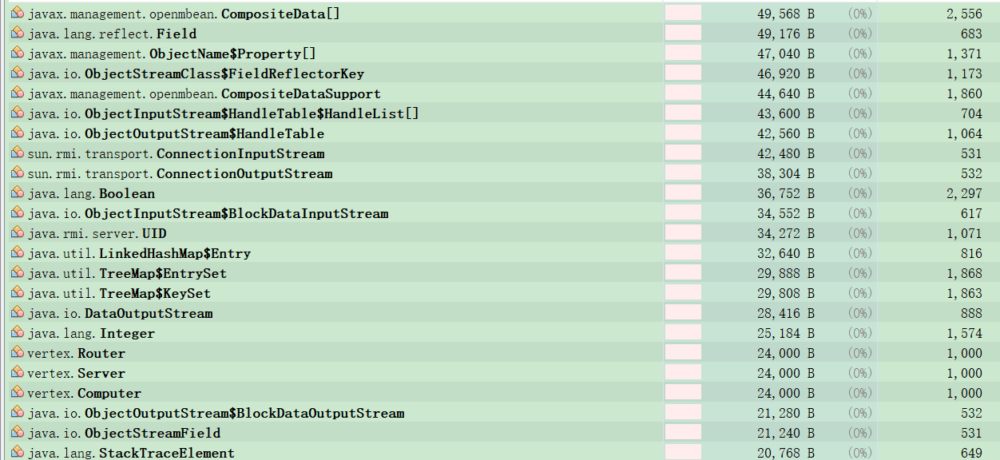 javax.management.openmbean.CompositeData[] 49,568 B (0%) 2,556
java.lang.reflect.Field 49,176 B (0%) 683
javax.management.ObjectName$Property[] 47,040 B (0%) 1,371
java.io.ObjectStreamClass$FieldReflectorKey 46,920 B (0%) 1,173
javax.management.openmbean.CompositeDataSupport 44,640 B (0%) 1,860
java.io.ObjectInputStream$HandleTable$HandleList[] 43,600 B (0%) 704
java.io.ObjectOutputStream$HandleTable 42,560 B (0%) 1,064
sun.rmi.transport.ConnectionInputStream 42,480 B (0%) 531
sun.rmi.transport.ConnectionOutputStream 38,304 B (0%) 532
java.lang.Boolean 36,752 B (0%) 2,297
java.io.ObjectInputStream$BlockDataInputStream 34,552 B (0%) 617
java.rmi.server.UID 34,272 B (0%) 1,071
java.util.LinkedHashMap$Entry 32,640 B (0%) 816
java.util.TreeMap$EntrySet 29,888 B (0%) 1,868
java.util.TreeMap$KeySet 29,808 B (0%) 1,863
java.io.DataOutputStream 28,416 B (0%) 888
java.lang.Integer 25,184 B (0%) 1,574
vertex.Router 24,000 B (0%) 1,000
vertex.Server 24,000 B (0%) 1,000
vertex.Computer 24,000 B (0%) 1,000
java.io.ObjectOutputStream$BlockDataOutputStream 21,280 B (0%) 532
java.io.ObjectStreamField 21,240 B (0%) 531
java.lang.StackTraceElement 20,768 B (0%) 649